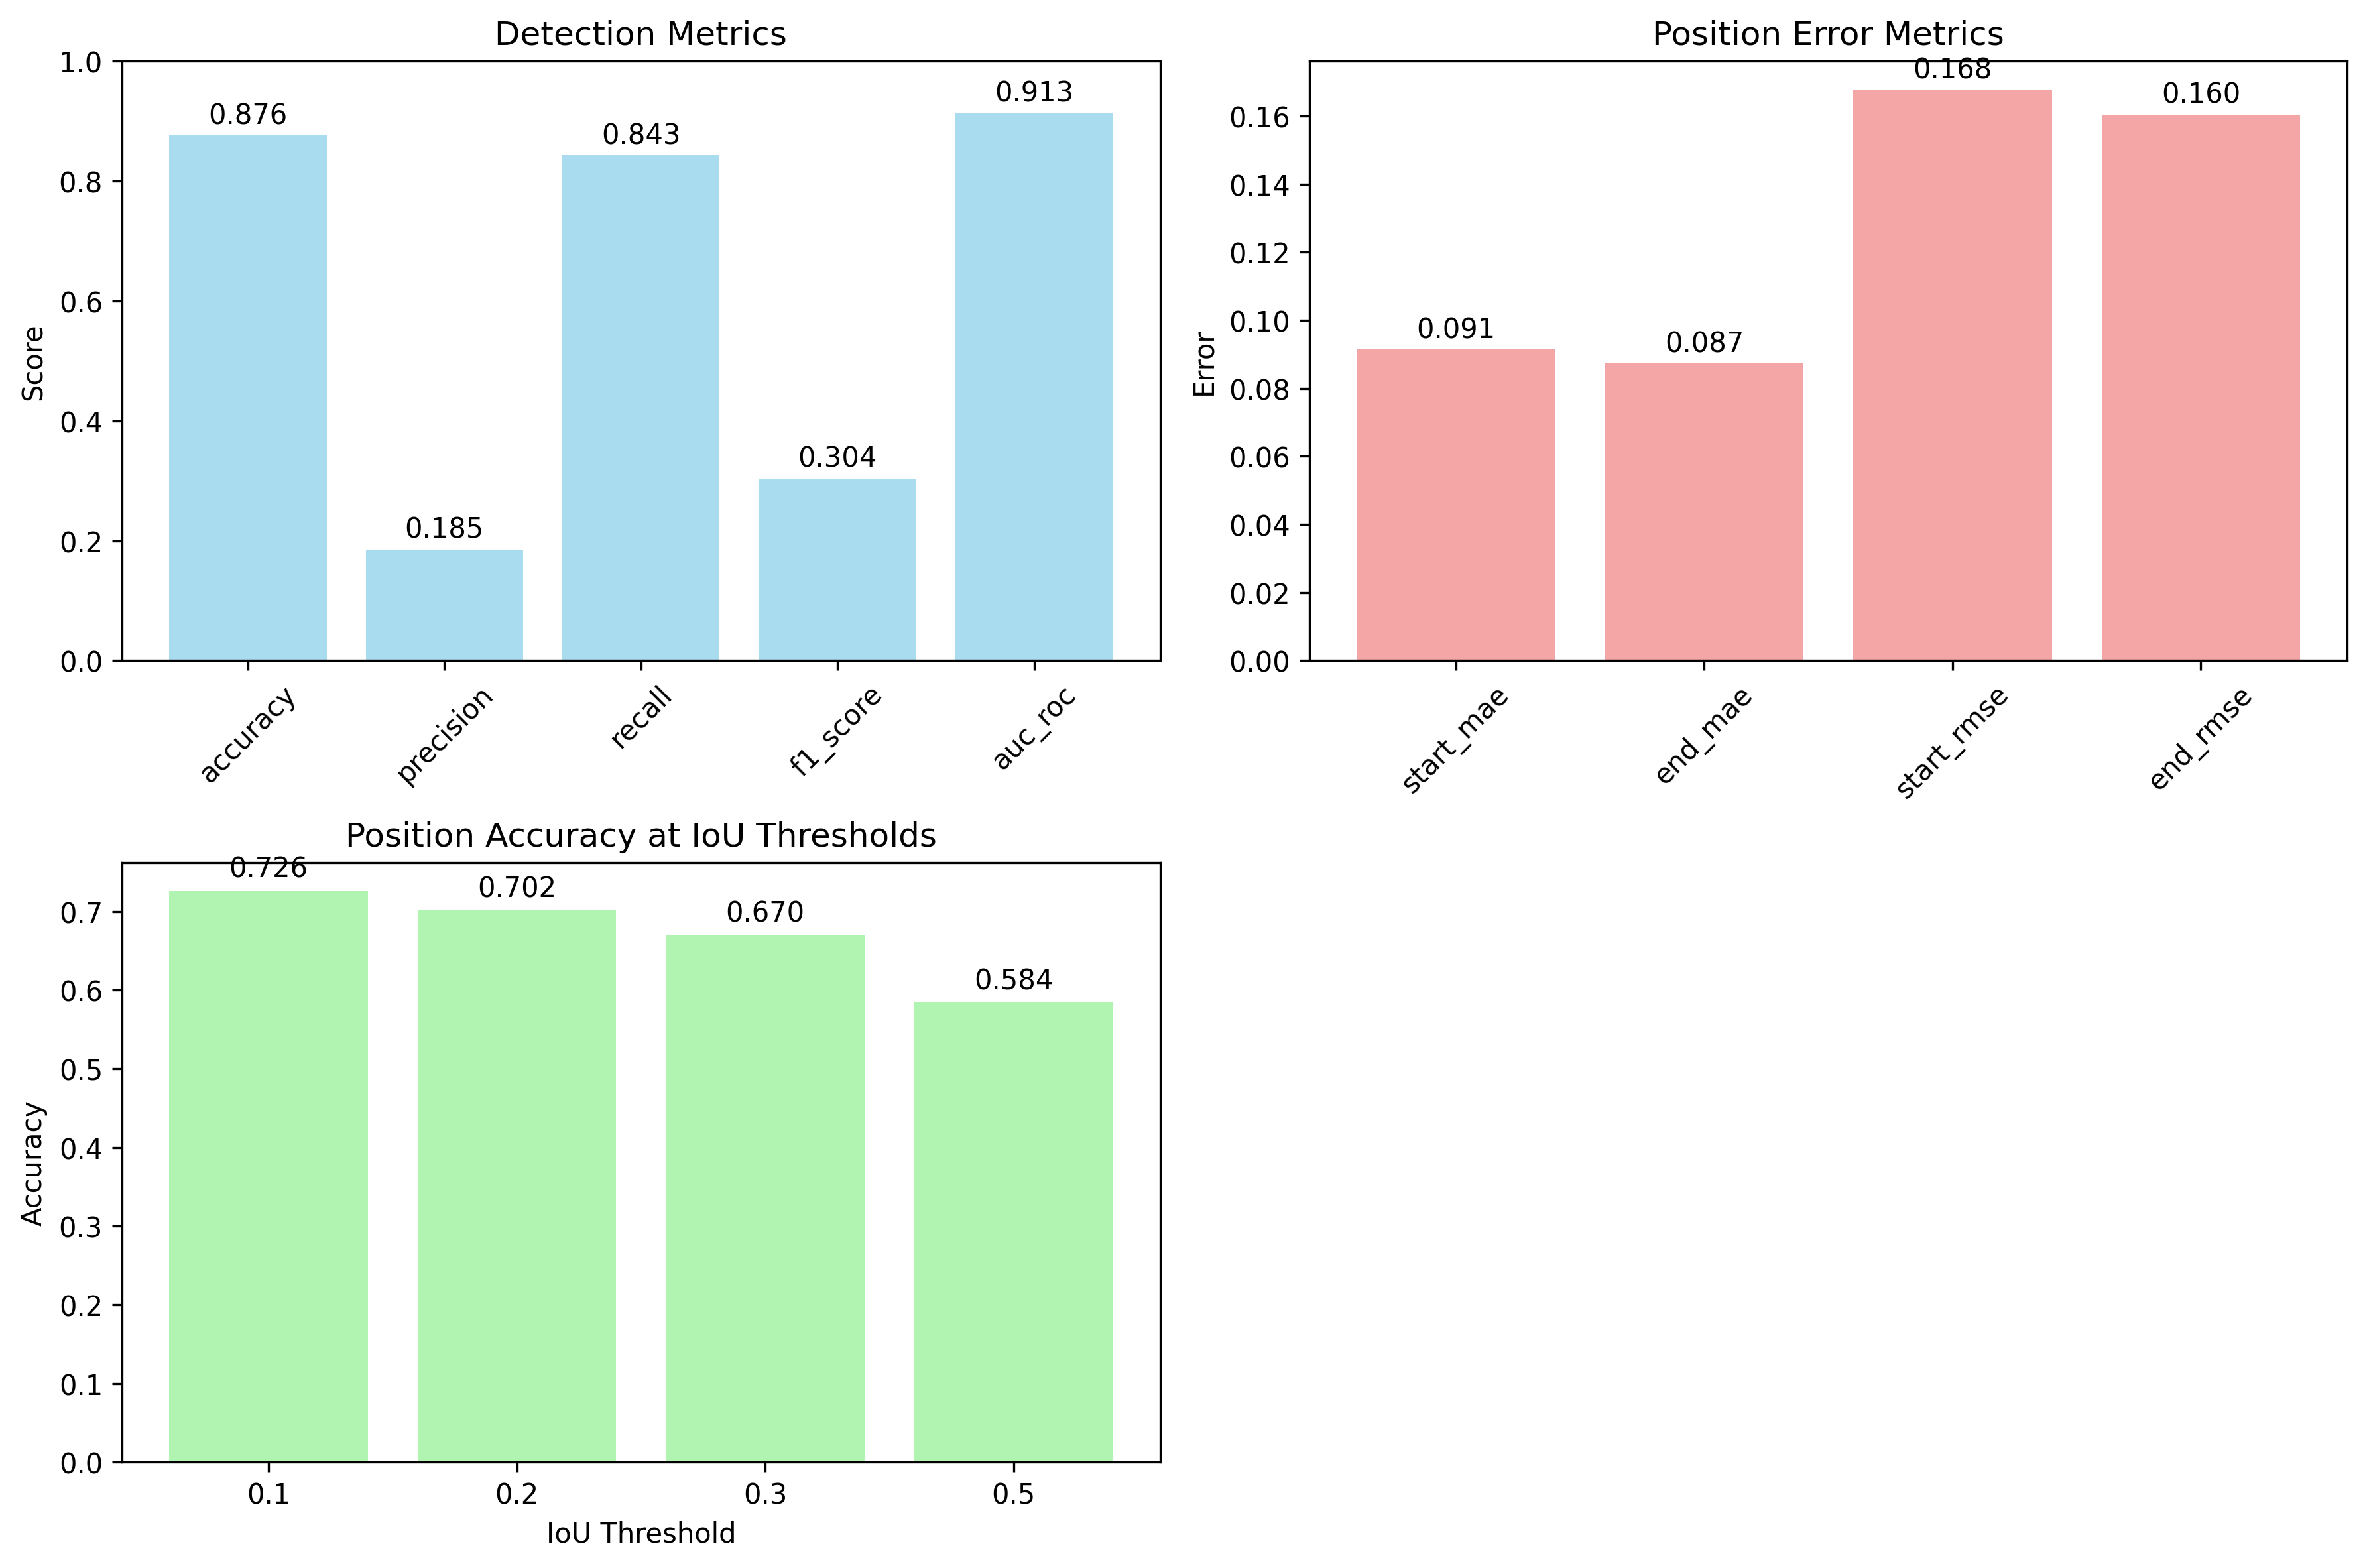 Detection Metrics
1.0
0.8
0.6
0.4
0.2
0.0
Score
0.876
0.185
0.843
0.304
0.913
accuracy
precision
recall
f1_score
auc_roc
Position Error Metrics
0.16
0.14
0.12
0.10
0.08
0.06
0.04
0.02
0.00
Error
0.091
0.087
0.168
0.160
start_mae
end_mae
start_rmse
end_rmse
Position Accuracy at IoU Thresholds
0.7
0.6
0.5
0.4
0.3
0.2
0.1
0.0
Accuracy
0.726
0.702
0.670
0.584
0.1
0.2
0.3
0.5
IoU Threshold